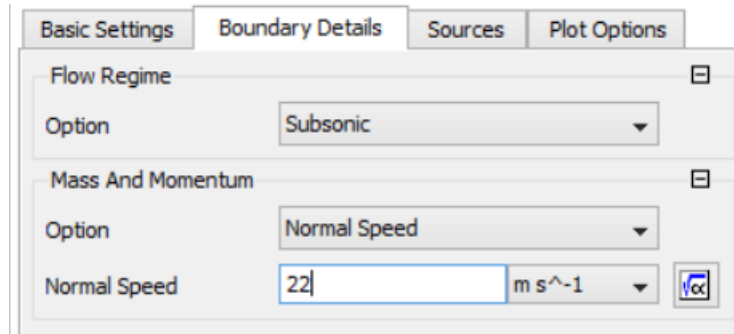 Basic Settings Boundary Details Sources Plot Options
Flow Regime
Option Subsonic
Mass And Momentum
Option Normal Speed
Normal Speed 22 m s^-1